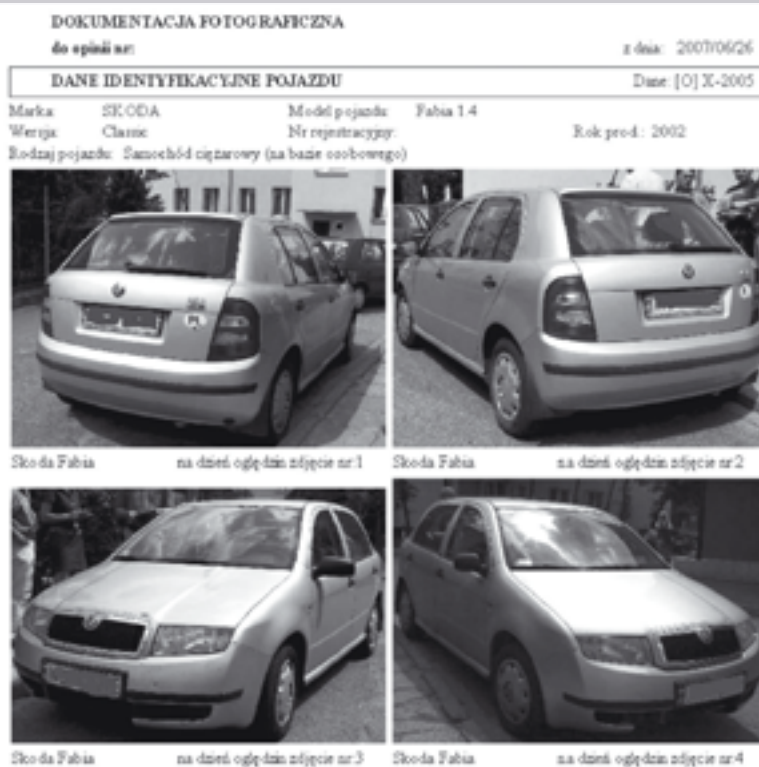 DOKUMENTACJA FOTOGRAFICZNA
do opinii nr: z dnia: 2007/06/26
DANE IDENTYFIKACYJNE POJAZDU Dane: [O] X-2005
Marka: SKODA Model pojazdu: Fabia 1.4
Wersja: Classic Nr rejestracyjny: Rok prod.: 2002
Rodzaj pojazdu: Samochód ciężarowy (na bazie osobowego)
Skoda Fabia na dzień oględzin zdjęcie nr:1 Skoda Fabia na dzień oględzin zdjęcie nr:2
Skoda Fabia na dzień oględzin zdjęcie nr:3 Skoda Fabia na dzień oględzin zdjęcie nr:4